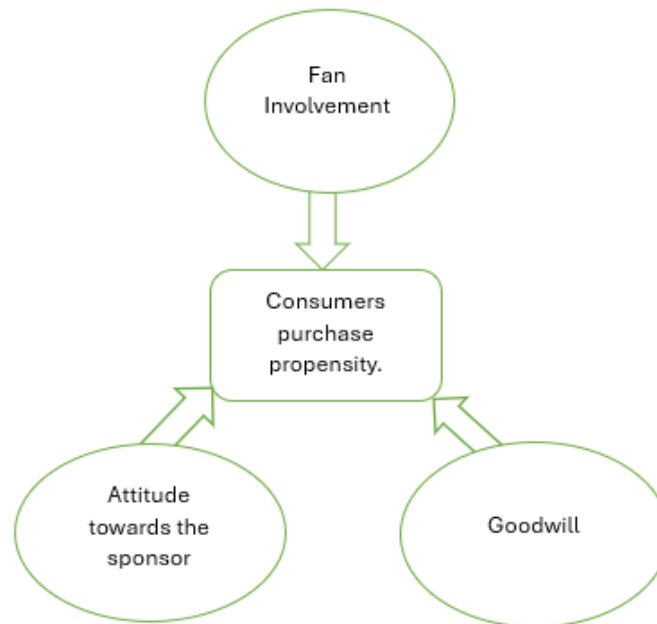 Fan
Involvement
Consumers
purchase
propensity.
Attitude
towards the
sponsor
Goodwill